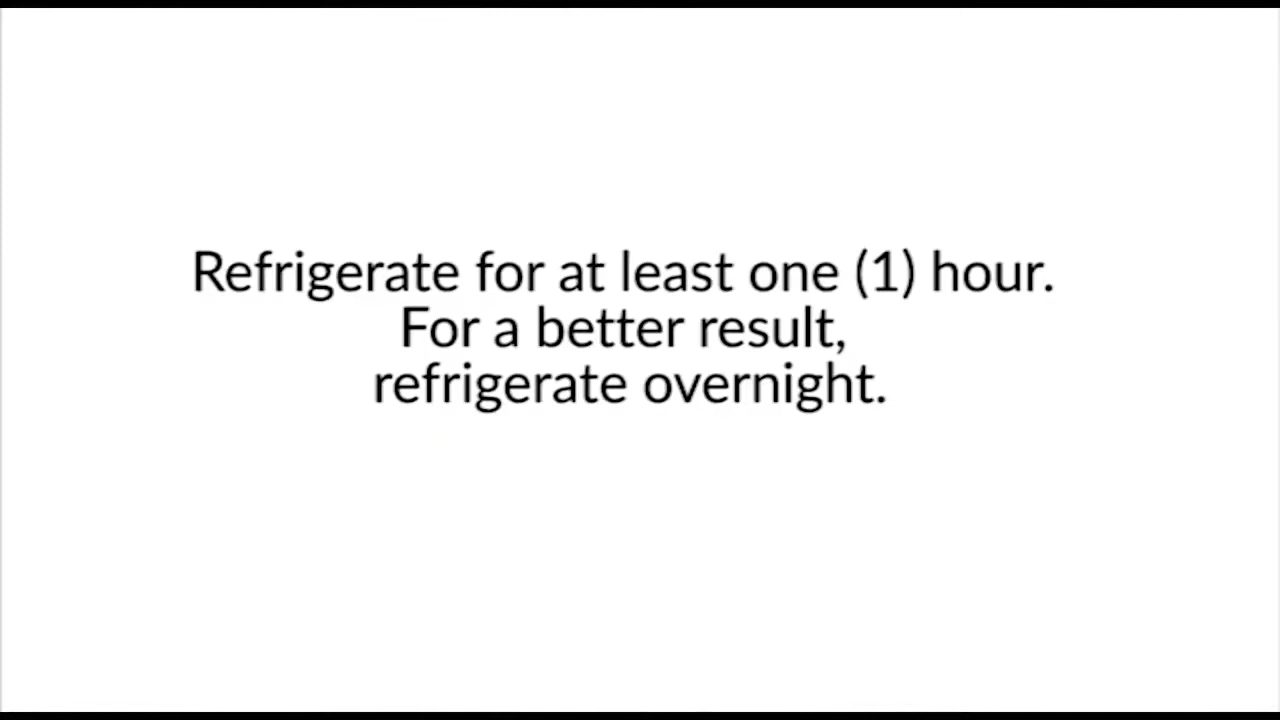 Refrigerate for at least one (1) hour.
For a better result,
refrigerate overnight.